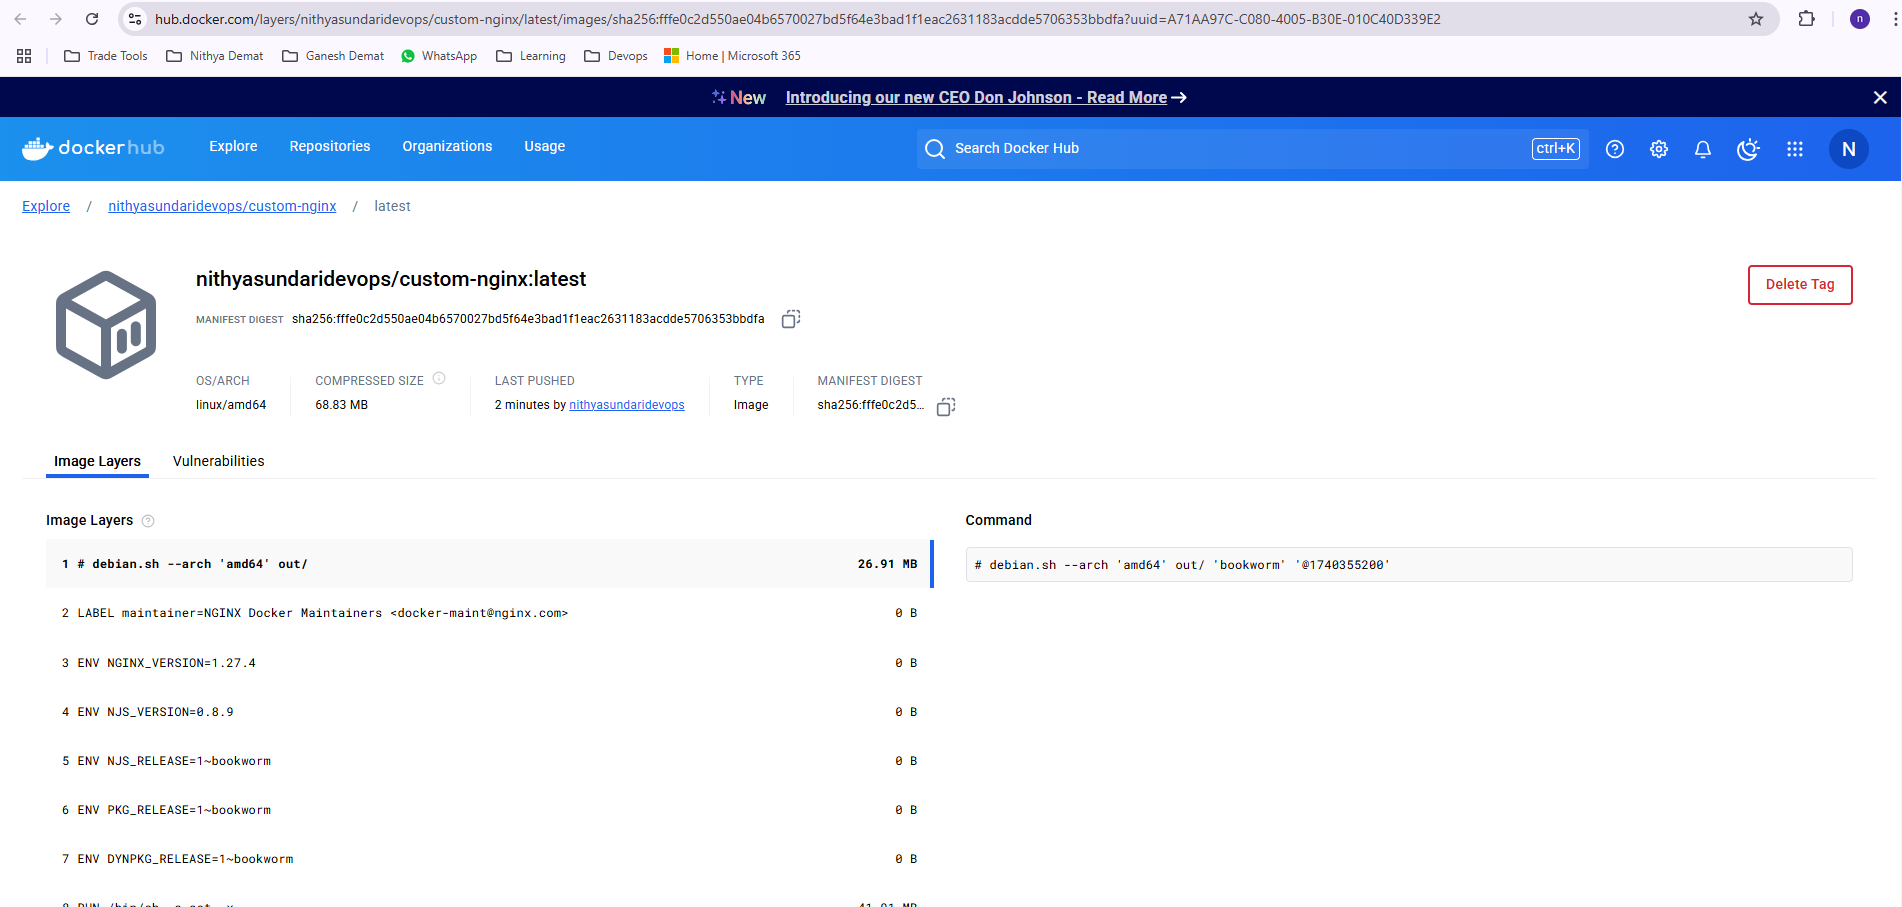 hub.docker.com/layers/nithyasundaridevops/custom-nginx/latest/images/sha256:fffe0c2d550ae04b6570027bd5f64e3bad1f1eac2631183acdde5706353bbdfa?uuid=A71AA97C-C080-4005-B30E-010C40D339E2
n
Trade Tools Nithya Demat Ganesh Demat WhatsApp Learning Devops Home | Microsoft 365
New Introducing our new CEO Don Johnson - Read More
dockerhub Explore Repositories Organizations Usage Search Docker Hub ctrl+K N
Explore / nithyasundaridevops/custom-nginx / latest
nithyasundaridevops/custom-nginx:latest
Delete Tag
MANIFEST DIGEST sha256:fffe0c2d550ae04b6570027bd5f64e3bad1f1eac2631183acdde5706353bbdfa
OS/ARCH COMPRESSED SIZE LAST PUSHED TYPE MANIFEST DIGEST
linux/amd64 68.83 MB 2 minutes by nithyasundaridevops Image sha256:fffe0c2d5...
Image Layers Vulnerabilities
Image Layers Command
1 # debian.sh --arch 'amd64' out/ 26.91 MB # debian.sh --arch 'amd64' out/ 'bookworm' '@1740355200'
2 LABEL maintainer=NGINX Docker Maintainers <docker-maint@nginx.com> 0 B
3 ENV NGINX_VERSION=1.27.4 0 B
4 ENV NJS_VERSION=0.8.9 0 B
5 ENV NJS_RELEASE=1~bookworm 0 B
6 ENV PKG_RELEASE=1~bookworm 0 B
7 ENV DYNPKG_RELEASE=1~bookworm 0 B